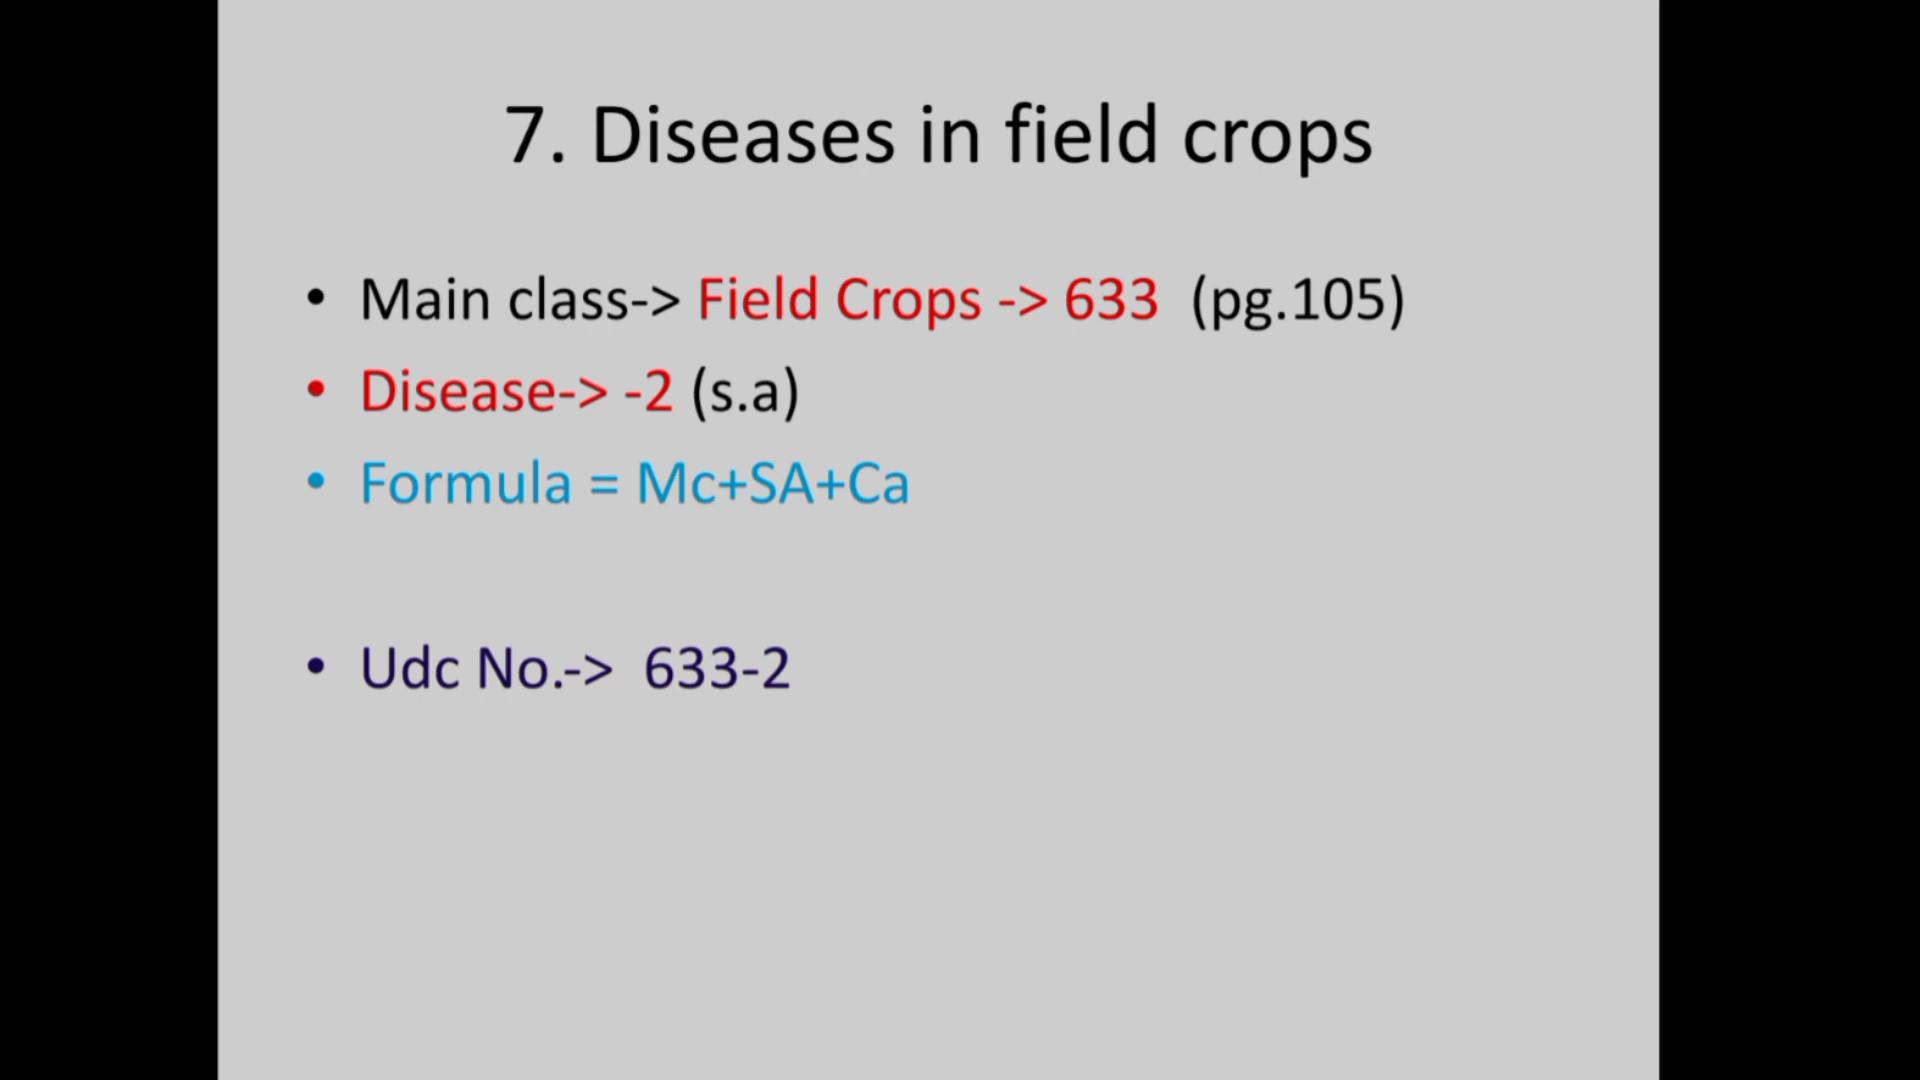 7. Diseases in field crops
• Main class-> Field Crops -> 633 (pg.105)
• Disease-> -2 (s.a)
• Formula = Mc+SA+Ca
• Udc No.-> 633-2